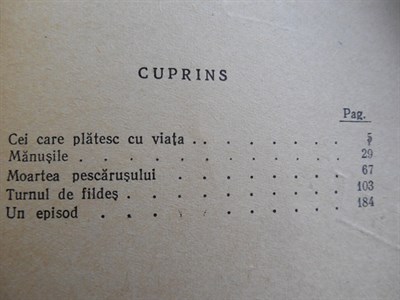 CUPRINS
Pag.
Cei care plătesc cu viața . . . . . . . 5
Mănușile . . . . . . . . . . . 29
Moartea pescărușului . . . . . . . . 67
Turnul de fildeș . . . . . . . . . 103
Un episod . . . . . . . . . . 184